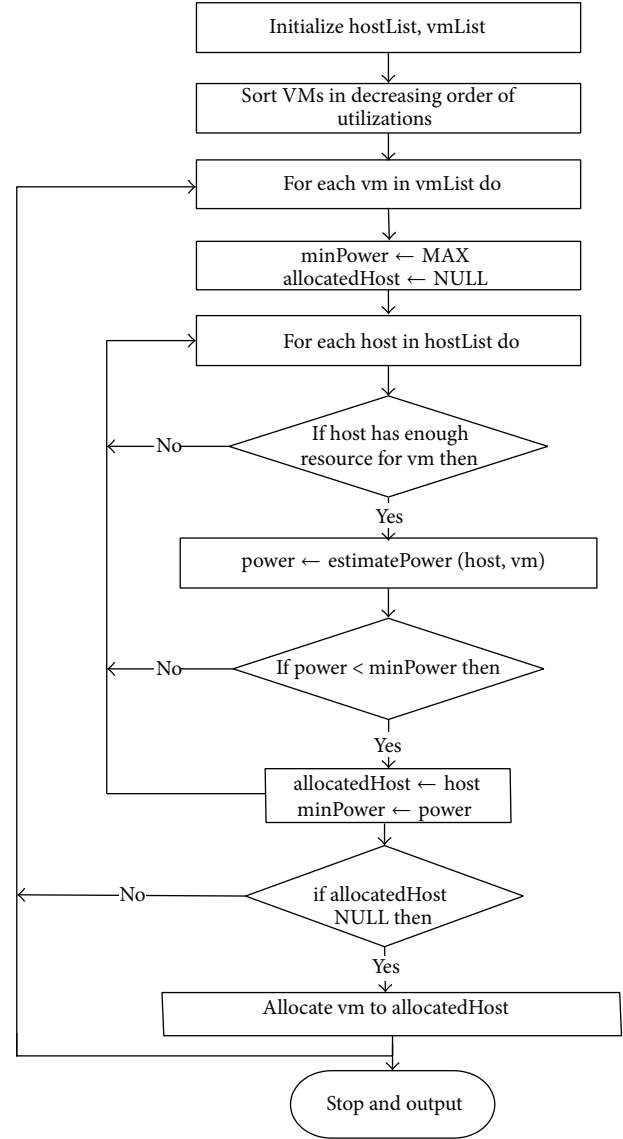 Initialize hostList, vmList
Sort VMs in decreasing order of
utilizations
For each vm in vmList do
minPower ← MAX
allocatedHost ← NULL
For each host in hostList do
If host has enough
resource for vm then
No
Yes
power ← estimatePower (host, vm)
If power < minPower then
No
Yes
allocatedHost ← host
minPower ← power
if allocatedHost
NULL then
No
Yes
Allocate vm to allocatedHost
Stop and output